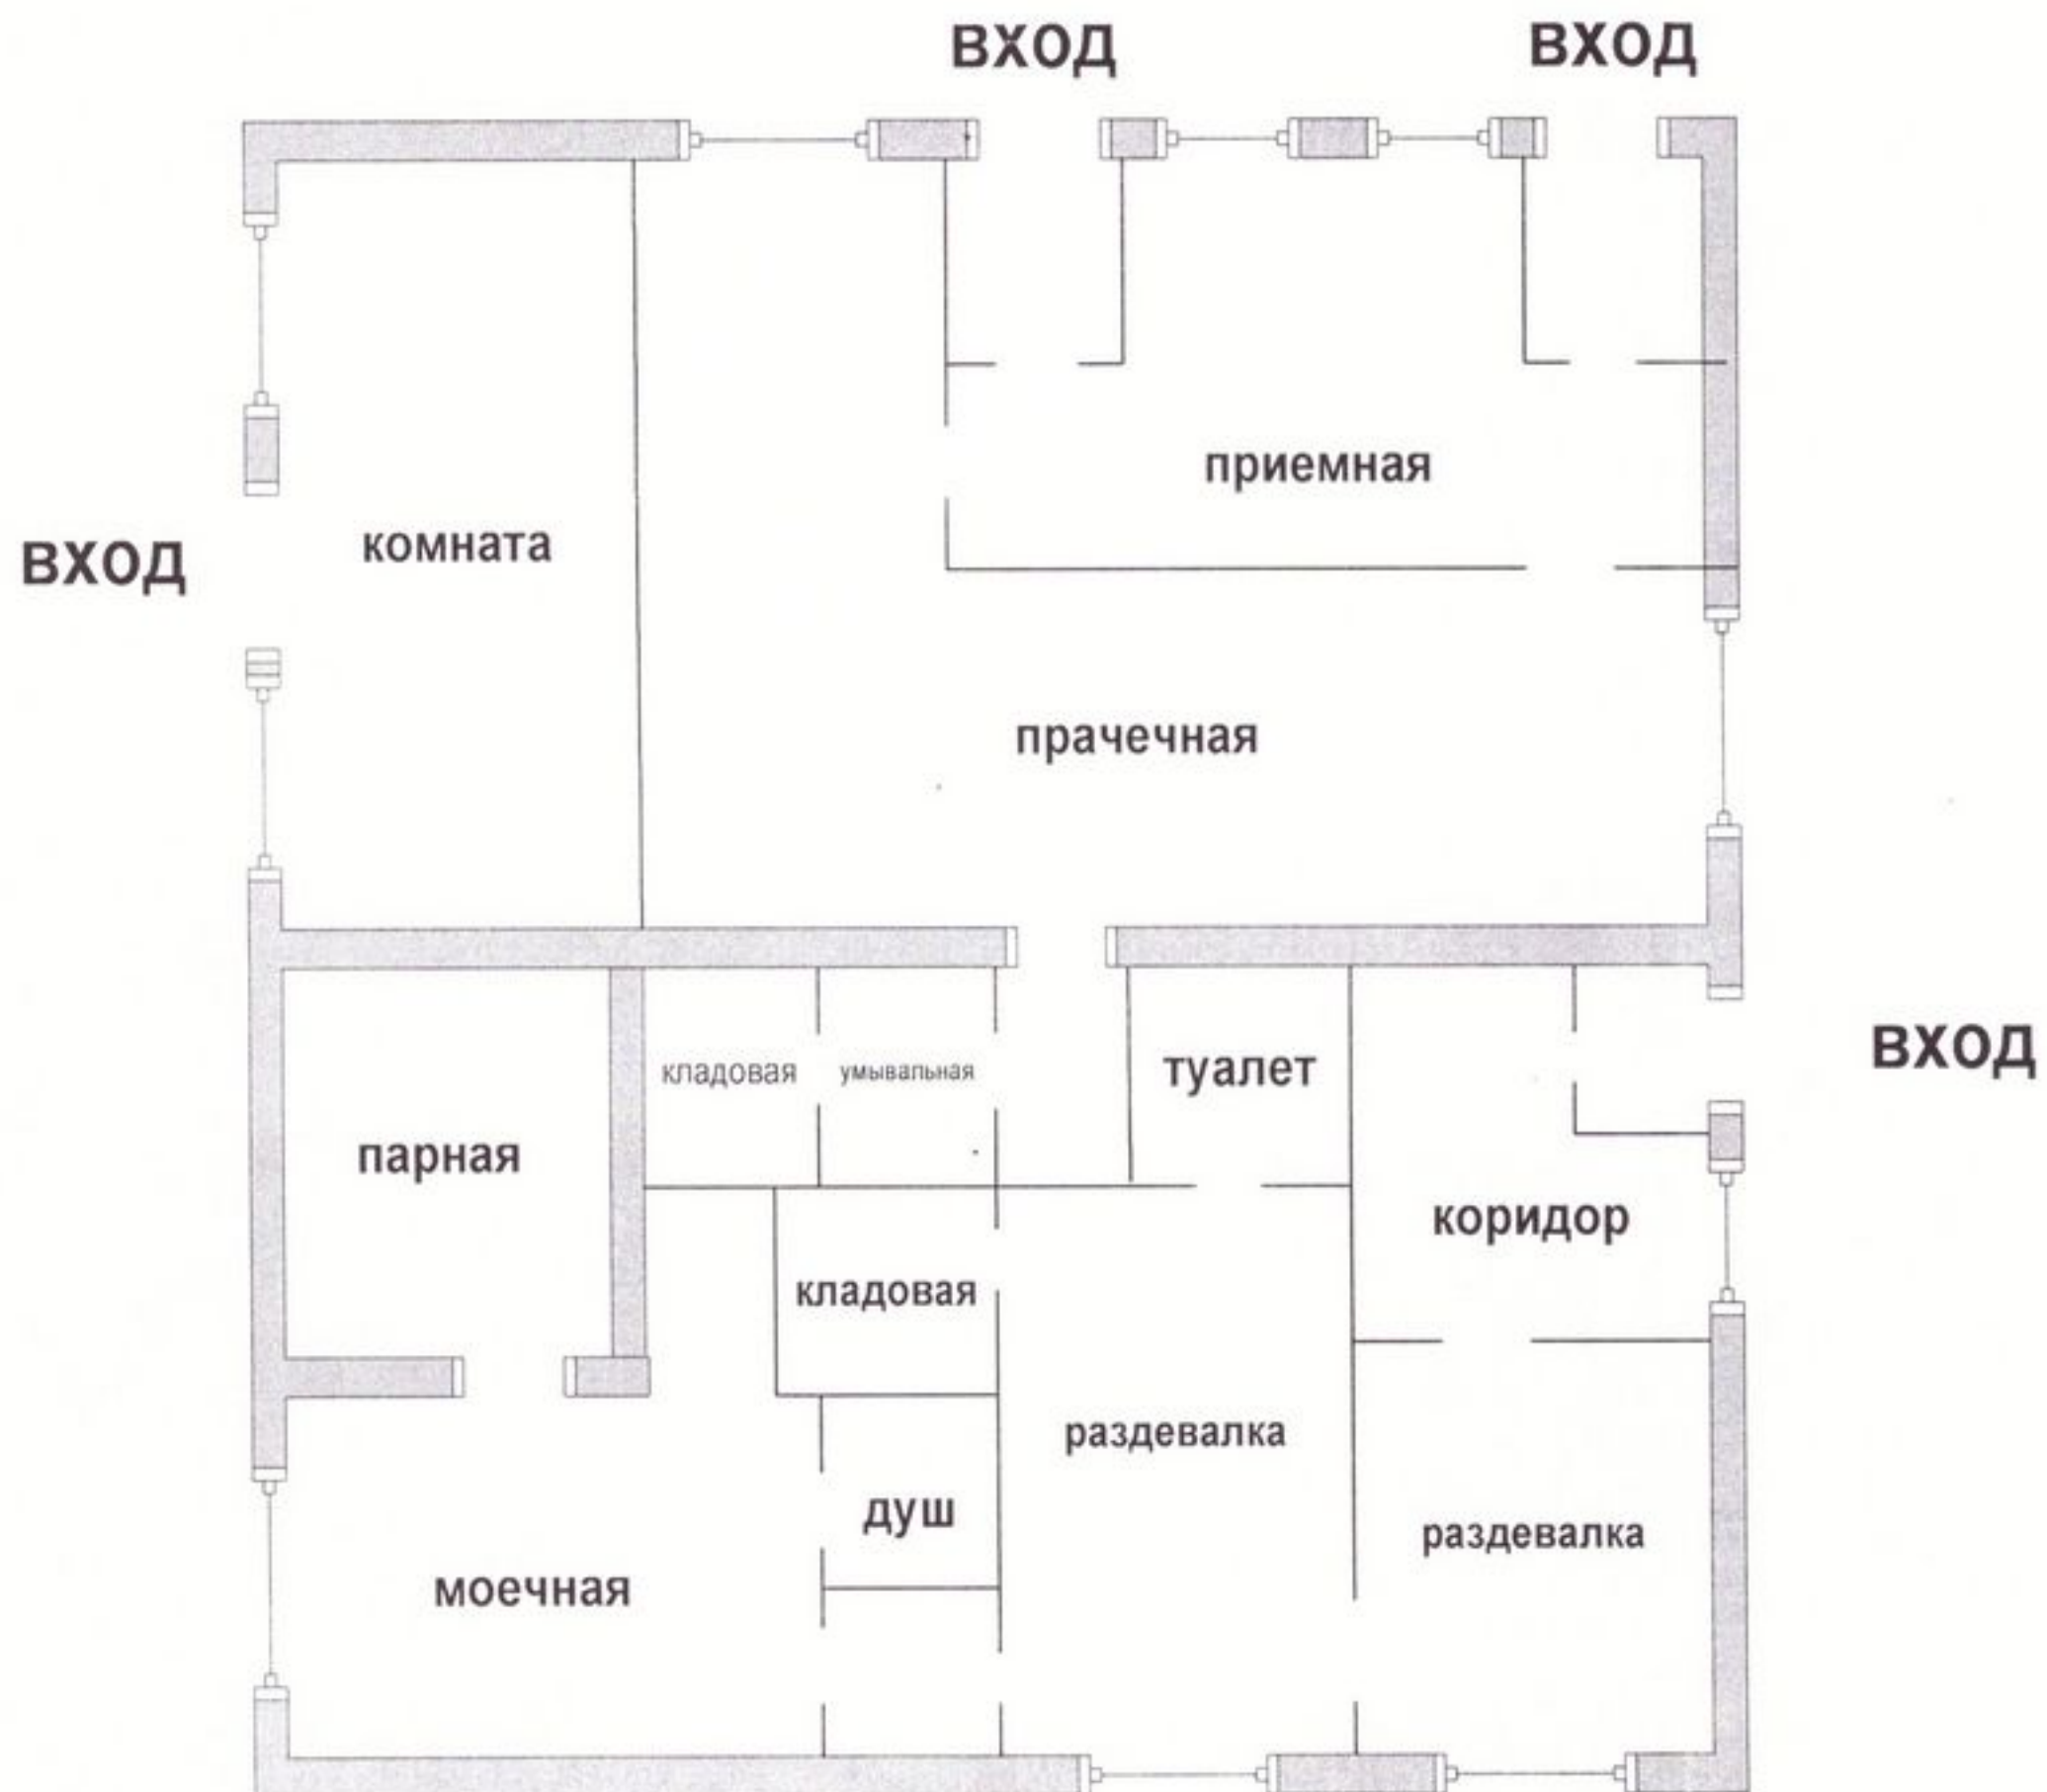 ВХОД
ВХОД
приемная
комната
ВХОД
прачечная
ВХОД
кладовая
умывальная
туалет
парная
коридор
кладовая
раздевалка
душ
раздевалка
моечная